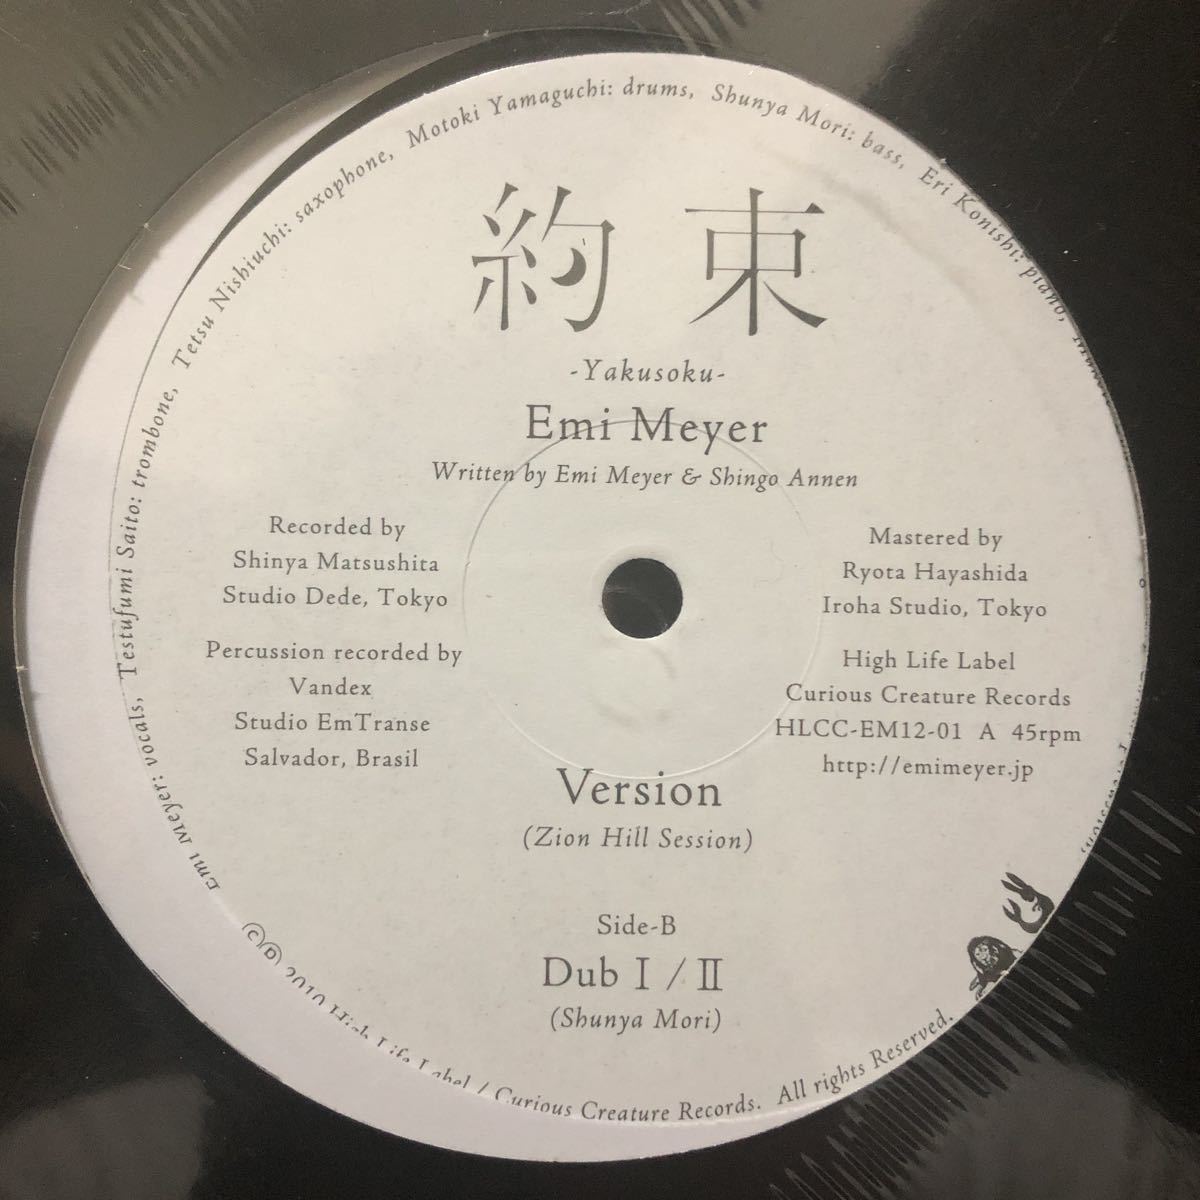 Emi Meyer: vocals, Testufumi Saito: trombone, Tetsu Nishiuchi: saxophone, Motoki Yamaguchi: drums, Shunya Mori: bass, Eri Konishi: piano,
約束
-Yakusoku-
Emi Meyer
Written by Emi Meyer & Shingo Annen
Recorded by
Shinya Matsushita
Studio Dede, Tokyo
Percussion recorded by
Vandex
Studio EmTranse
Salvador, Brasil
Mastered by
Ryota Hayashida
Iroha Studio, Tokyo
High Life Label
Curious Creature Records
HLCC-EM12-01 A 45rpm
http://emimeyer.jp
Version
(Zion Hill Session)
Side-B
Dub Ⅰ / Ⅱ
(Shunya Mori)
©℗ 2010 High Life Label / Curious Creature Records. All rights Reserved.